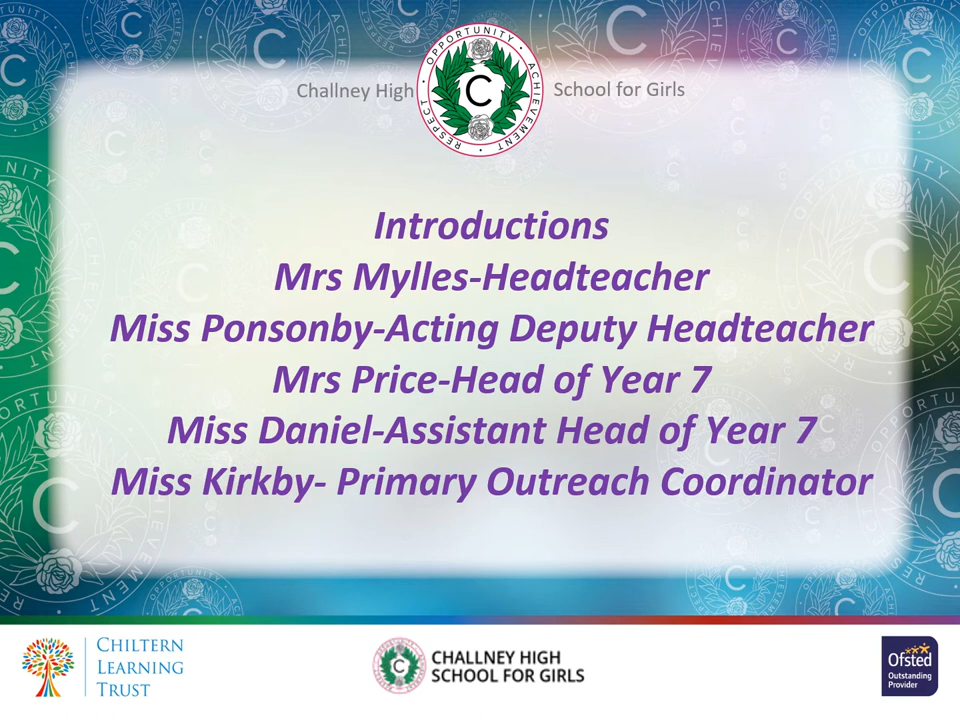 OPPORTUNITY • ACHIEVEMENT • RESPECT •
C
Challney High
School for Girls
Introductions
Mrs Mylles-Headteacher
Miss Ponsonby-Acting Deputy Headteacher
Mrs Price-Head of Year 7
Miss Daniel-Assistant Head of Year 7
Miss Kirkby- Primary Outreach Coordinator
CHILTERN
LEARNING
TRUST
C
CHALLNEY HIGH
SCHOOL FOR GIRLS
Ofsted
Outstanding
Provider